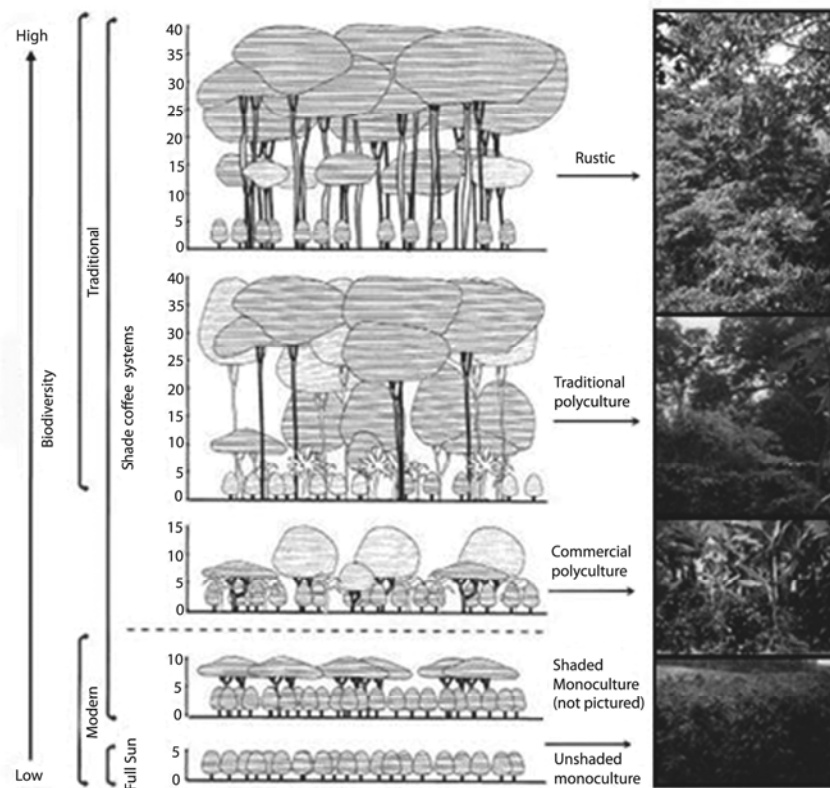 High
Biodiversity
Low
Traditional
Modern
Shade coffee systems
Full Sun
40
35
30
25
20
15
10
5
0
Rustic
40
35
30
25
20
15
10
5
0
Traditional
polyculture
15
10
5
0
Commercial
polyculture
10
5
0
Shaded
Monoculture
(not pictured)
5
0
Unshaded
monoculture